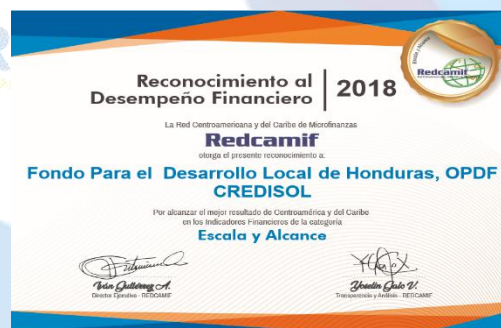 Reconocimiento al
Desempeño Financiero
2018
Redcamif
La Red Centroamericana y del Caribe de Microfinanzas
Redcamif
otorga el presente reconocimiento a:
Fondo Para el Desarrollo Local de Honduras, OPDF
CREDISOL
Por alcanzar el mejor resultado de Centroamérica y del Caribe
en los Indicadores Financieros de la categoría
Escala y Alcance
Iván Gutiérrez A.
Director Ejecutivo - REDCAMIF
Yoselin Galo V.
Transparencia y Análisis - REDCAMIF